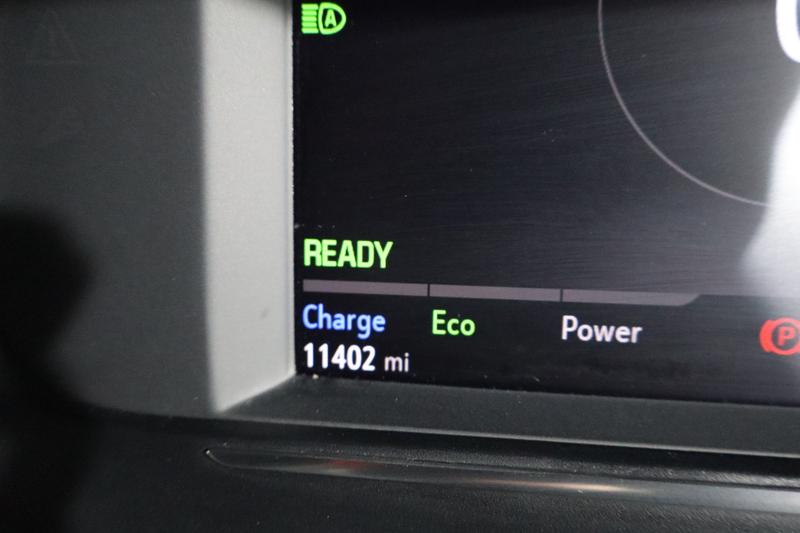 A
READY
Charge Eco Power
11402 mi
P